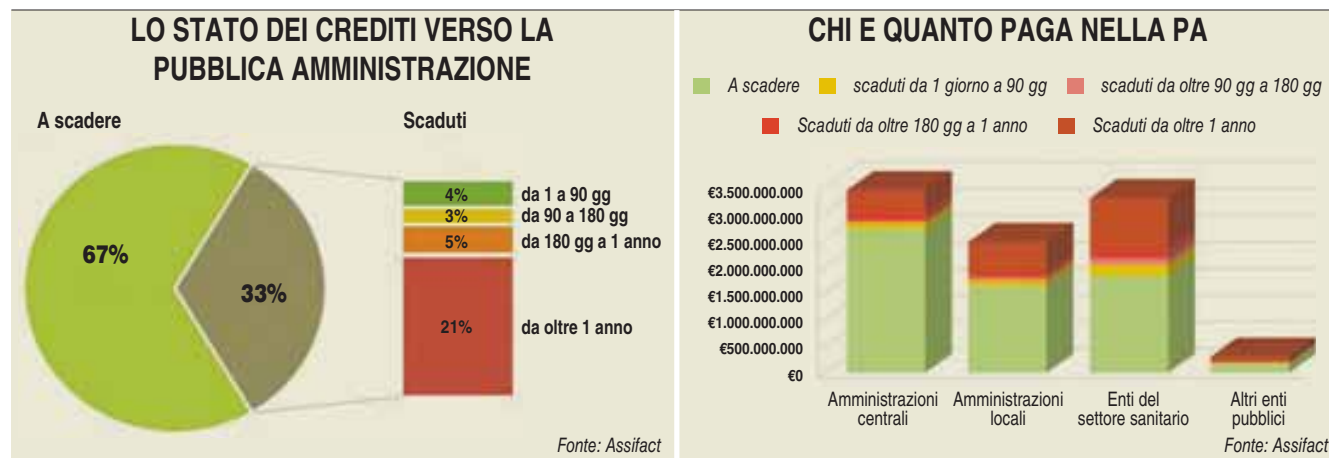 LO STATO DEI CREDITI VERSO LA
PUBBLICA AMMINISTRAZIONE
A scadere
Scaduti
67%
33%
4% da 1 a 90 gg
3% da 90 a 180 gg
5% da 180 gg a 1 anno
21% da oltre 1 anno
Fonte: Assifact
CHI E QUANTO PAGA NELLA PA
A scadere scaduti da 1 giorno a 90 gg scaduti da oltre 90 gg a 180 gg
Scaduti da oltre 180 gg a 1 anno Scaduti da oltre 1 anno
€3.500.000.000
€3.000.000.000
€2.500.000.000
€2.000.000.000
€1.500.000.000
€1.000.000.000
€500.000.000
€0
Amministrazioni
centrali
Amministrazioni
locali
Enti del
settore sanitario
Altri enti
pubblici
Fonte: Assifact